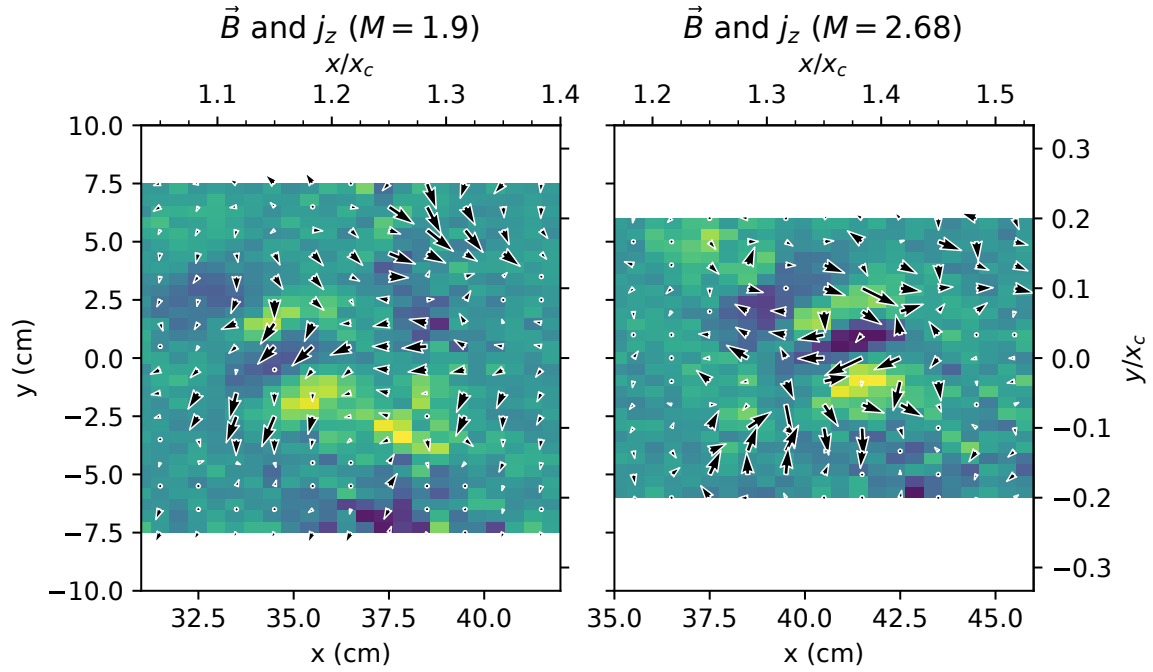 $\vec{B}$ and $j_z$ ($M = 1.9$)
x/x_c
1.1 1.2 1.3 1.4
10.0
7.5
5.0
2.5
0.0
−2.5
−5.0
−7.5
−10.0
y (cm)
32.5 35.0 37.5 40.0
x (cm)
$\vec{B}$ and $j_z$ ($M = 2.68$)
x/x_c
1.2 1.3 1.4 1.5
0.3
0.2
0.1
0.0
−0.1
−0.2
−0.3
y/x_c
35.0 37.5 40.0 42.5 45.0
x (cm)